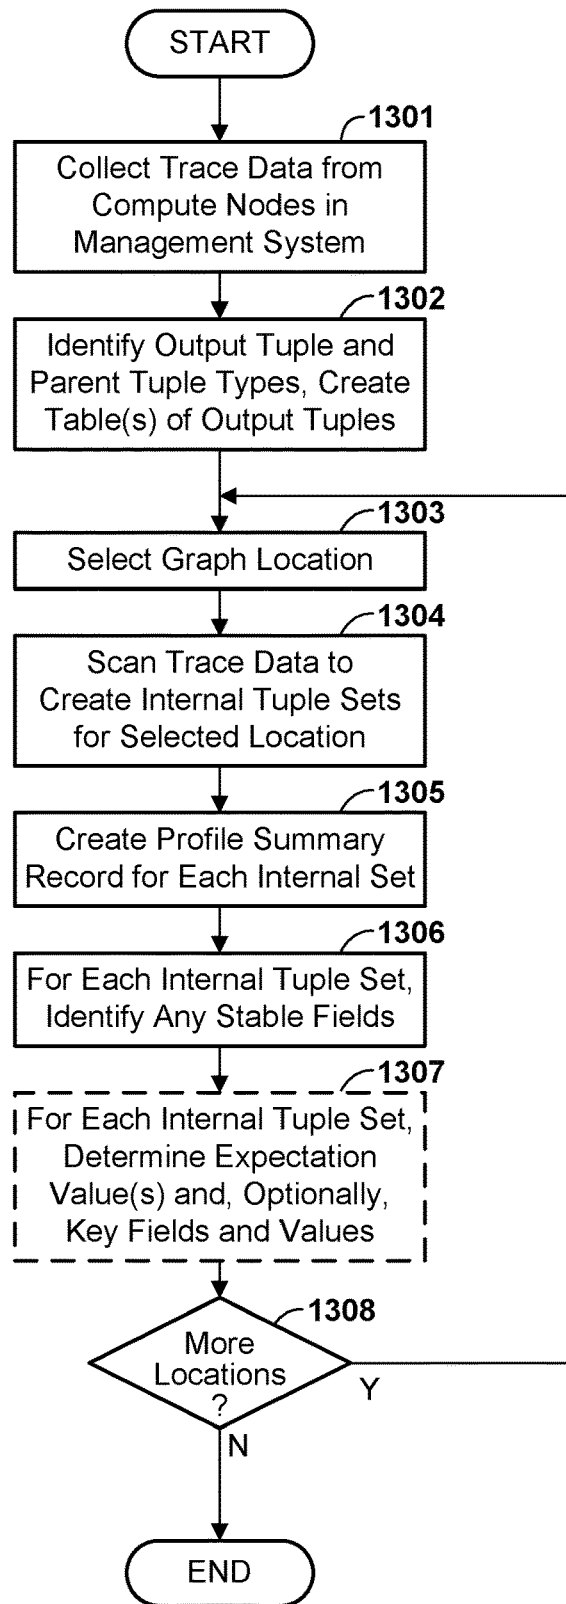 START
1301
Collect Trace Data from
Compute Nodes in
Management System
1302
Identify Output Tuple and
Parent Tuple Types, Create
Table(s) of Output Tuples
1303
Select Graph Location
1304
Scan Trace Data to
Create Internal Tuple Sets
for Selected Location
1305
Create Profile Summary
Record for Each Internal Set
1306
For Each Internal Tuple Set,
Identify Any Stable Fields
1307
For Each Internal Tuple Set,
Determine Expectation
Value(s) and, Optionally,
Key Fields and Values
1308
More
Locations
?
Y
N
END